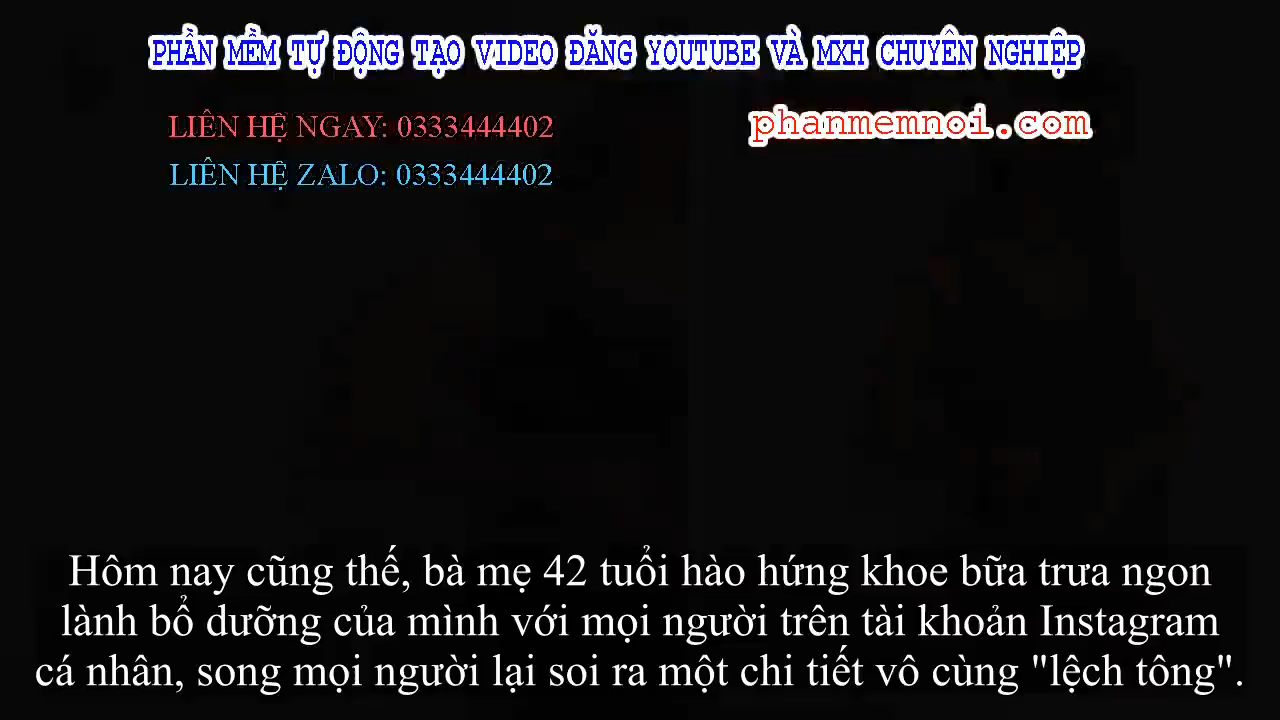 PHẦN MỀM TỰ ĐỘNG TẠO VIDEO ĐĂNG YOUTUBE VÀ MXH CHUYÊN NGHIỆP
LIÊN HỆ NGAY: 0333444402
phanmemnoi.com
LIÊN HỆ ZALO: 0333444402
Hôm nay cũng thế, bà mẹ 42 tuổi hào hứng khoe bữa trưa ngon
lành bổ dưỡng của mình với mọi người trên tài khoản Instagram
cá nhân, song mọi người lại soi ra một chi tiết vô cùng "lệch tông".